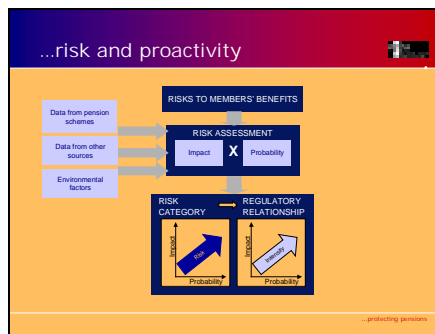 ...risk and proactivity
RISKS TO MEMBERS' BENEFITS
Data from pension
schemes
Data from other
sources
Environmental
factors
RISK ASSESSMENT
Impact
X
Probability
RISK
CATEGORY
REGULATORY
RELATIONSHIP
Impact
Risk
Probability
Impact
Intensity
Probability
...protecting pensions